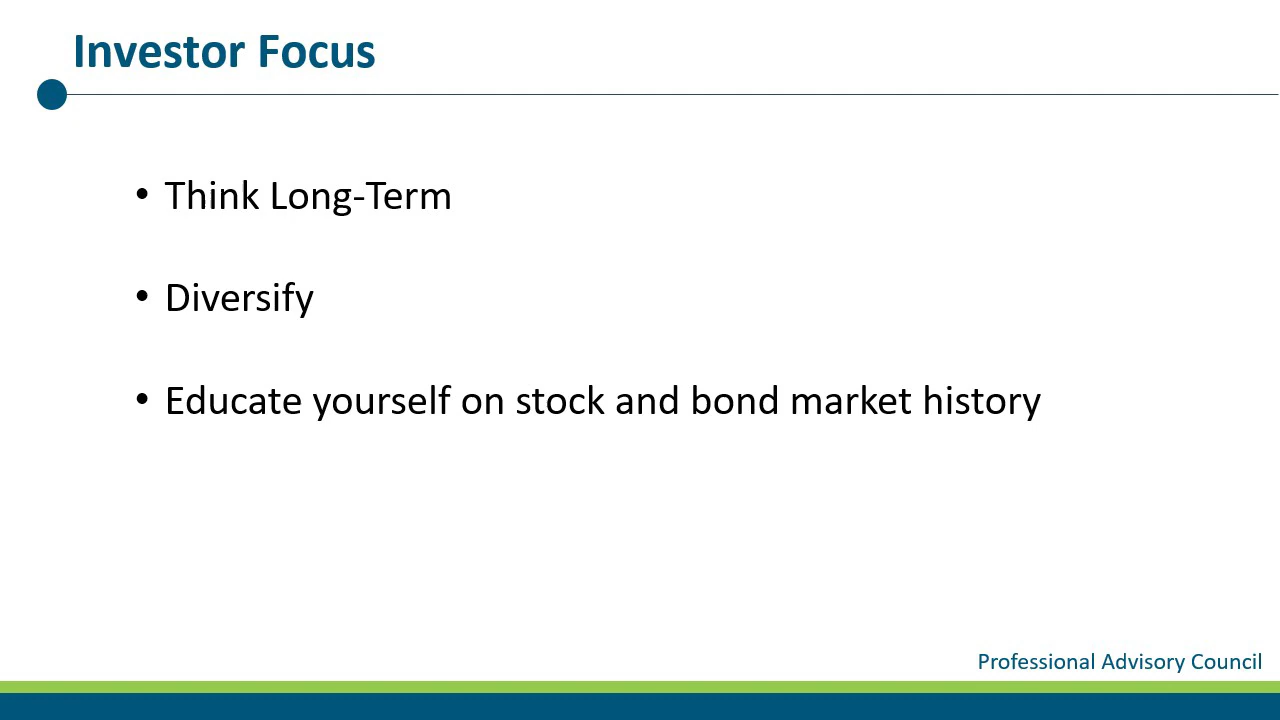 Investor Focus
• Think Long-Term
• Diversify
• Educate yourself on stock and bond market history
Professional Advisory Council